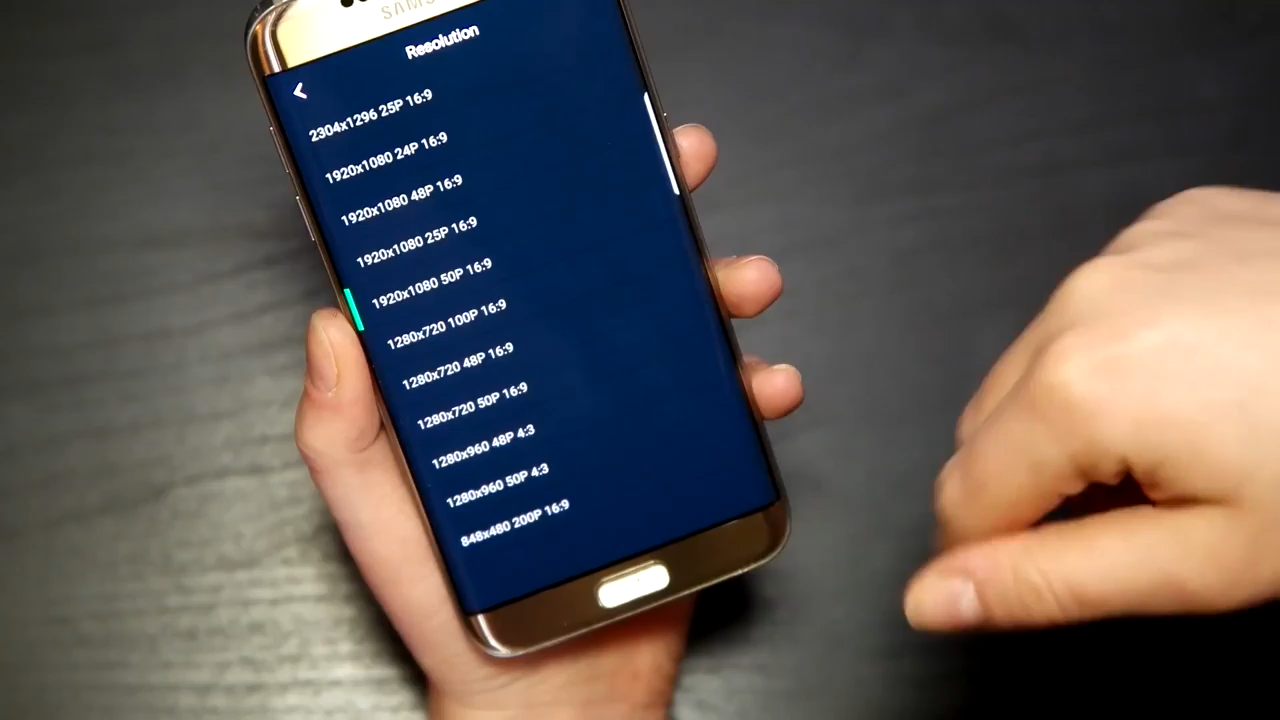 SAMS
Resolution
2304x1296 25P 16:9
1920x1080 24P 16:9
1920x1080 48P 16:9
1920x1080 25P 16:9
1920x1080 50P 16:9
1280x720 100P 16:9
1280x720 48P 16:9
1280x720 50P 16:9
1280x960 48P 4:3
1280x960 50P 4:3
848x480 200P 16:9